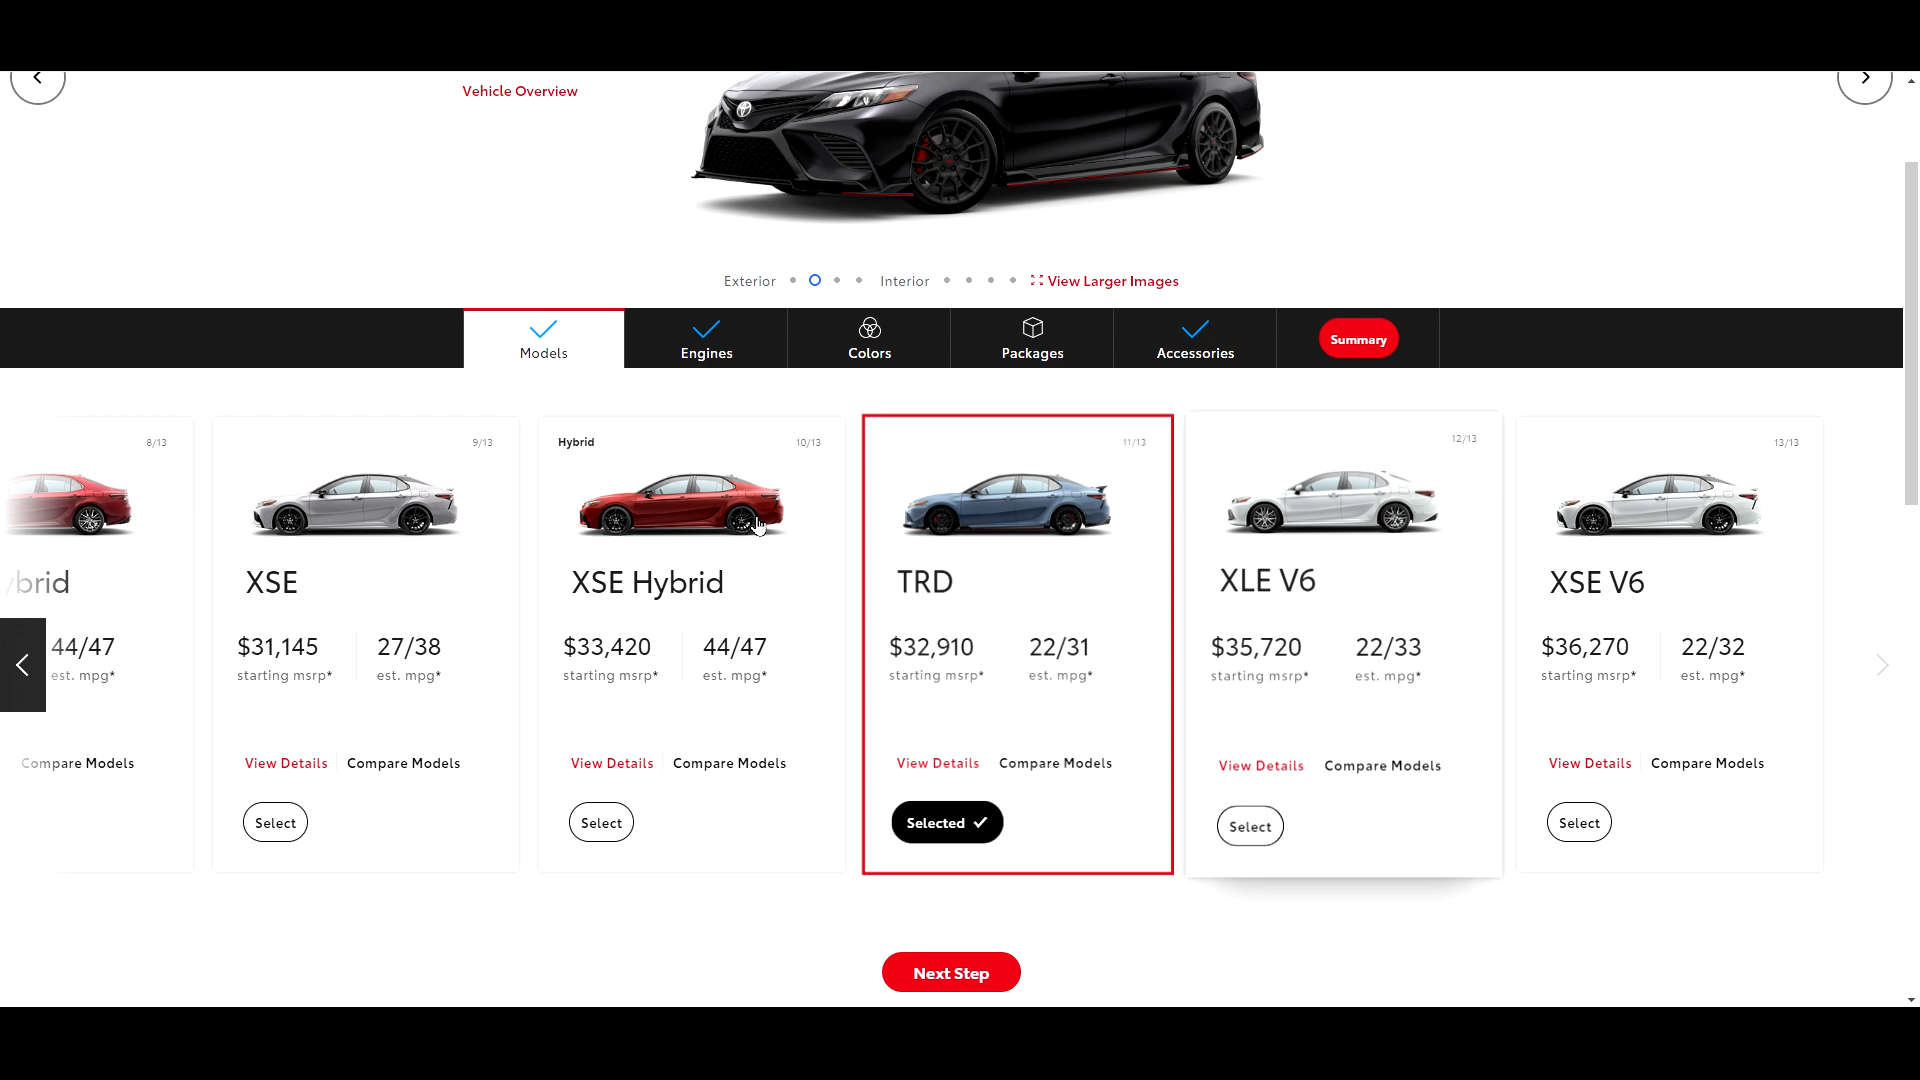 Vehicle Overview
Exterior
Interior
View Larger Images
Models
Engines
Colors
Packages
Accessories
Summary
8/13
ybrid
44/47
est. mpg*
Compare Models
9/13
XSE
$31,145
starting msrp*
27/38
est. mpg*
View Details
Compare Models
Select
Hybrid
10/13
XSE Hybrid
$33,420
starting msrp*
44/47
est. mpg*
View Details
Compare Models
Select
11/13
TRD
$32,910
starting msrp*
22/31
est. mpg*
View Details
Compare Models
Selected
12/13
XLE V6
$35,720
starting msrp*
22/33
est. mpg*
View Details
Compare Models
Select
13/13
XSE V6
$36,270
starting msrp*
22/32
est. mpg*
View Details
Compare Models
Select
Next Step